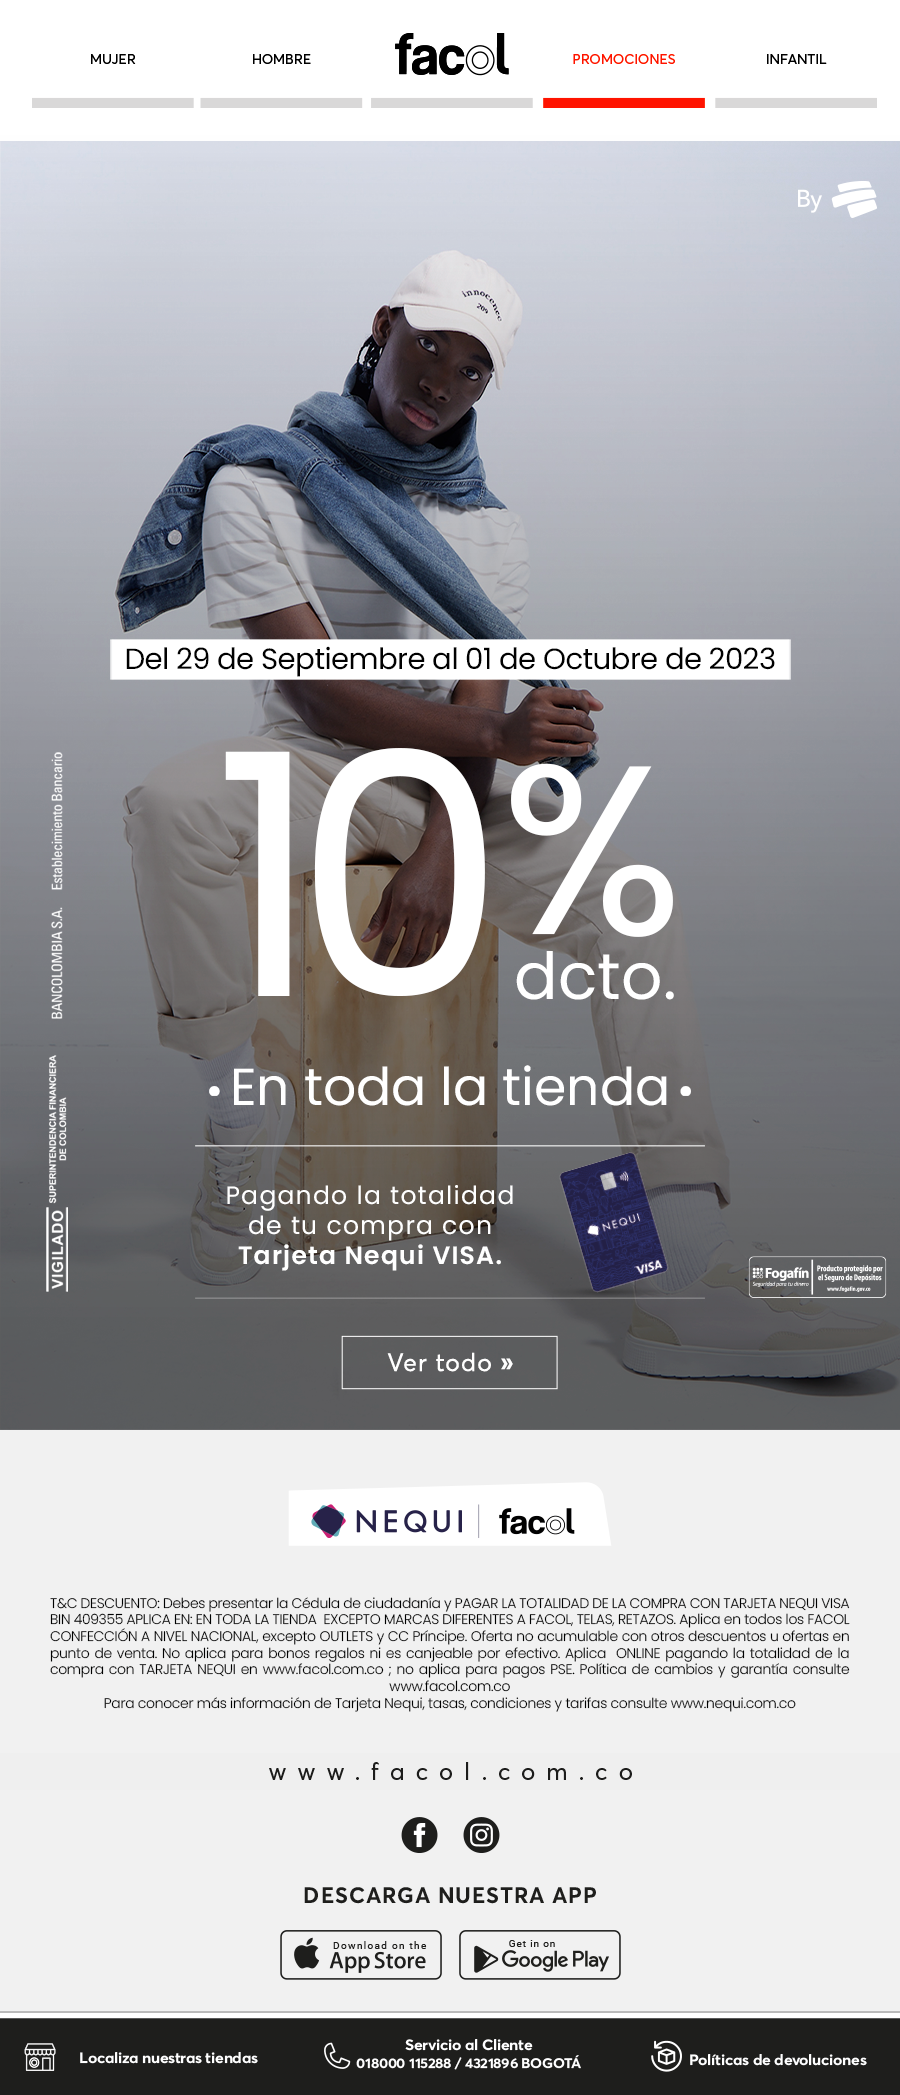 MUJER
HOMBRE
facol
PROMOCIONES
INFANTIL
By
innocence
209
Del 29 de Septiembre al 01 de Octubre de 2023
10%
dcto.
• En toda la tienda •
Pagando la totalidad
de tu compra con
Tarjeta Nequi VISA.
NEQUI
VISA
VIGILADO SUPERINTENDENCIA FINANCIERA
DE COLOMBIA
BANCOLOMBIA S.A. Establecimiento Bancario
Fogafín
Seguridad para tu dinero
Producto protegido por
el Seguro de Depósitos
www.fogafin.gov.co
Ver todo »
NEQUI | facol
T&C DESCUENTO: Debes presentar la Cédula de ciudadanía y PAGAR LA TOTALIDAD DE LA COMPRA CON TARJETA NEQUI VISA
BIN 409355 APLICA EN: EN TODA LA TIENDA EXCEPTO MARCAS DIFERENTES A FACOL, TELAS, RETAZOS. Aplica en todos los FACOL
CONFECCIÓN A NIVEL NACIONAL, excepto OUTLETS y CC Príncipe. Oferta no acumulable con otros descuentos u ofertas en
punto de venta. No aplica para bonos regalos ni es canjeable por efectivo. Aplica ONLINE pagando la totalidad de la
compra con TARJETA NEQUI en www.facol.com.co ; no aplica para pagos PSE. Política de cambios y garantía consulte
www.facol.com.co
Para conocer más información de Tarjeta Nequi, tasas, condiciones y tarifas consulte www.nequi.com.co
www.facol.com.co
DESCARGA NUESTRA APP
Download on the
App Store
Get in on
Google Play
Localiza nuestras tiendas
Servicio al Cliente
018000 115288 / 4321896 BOGOTÁ
Políticas de devoluciones